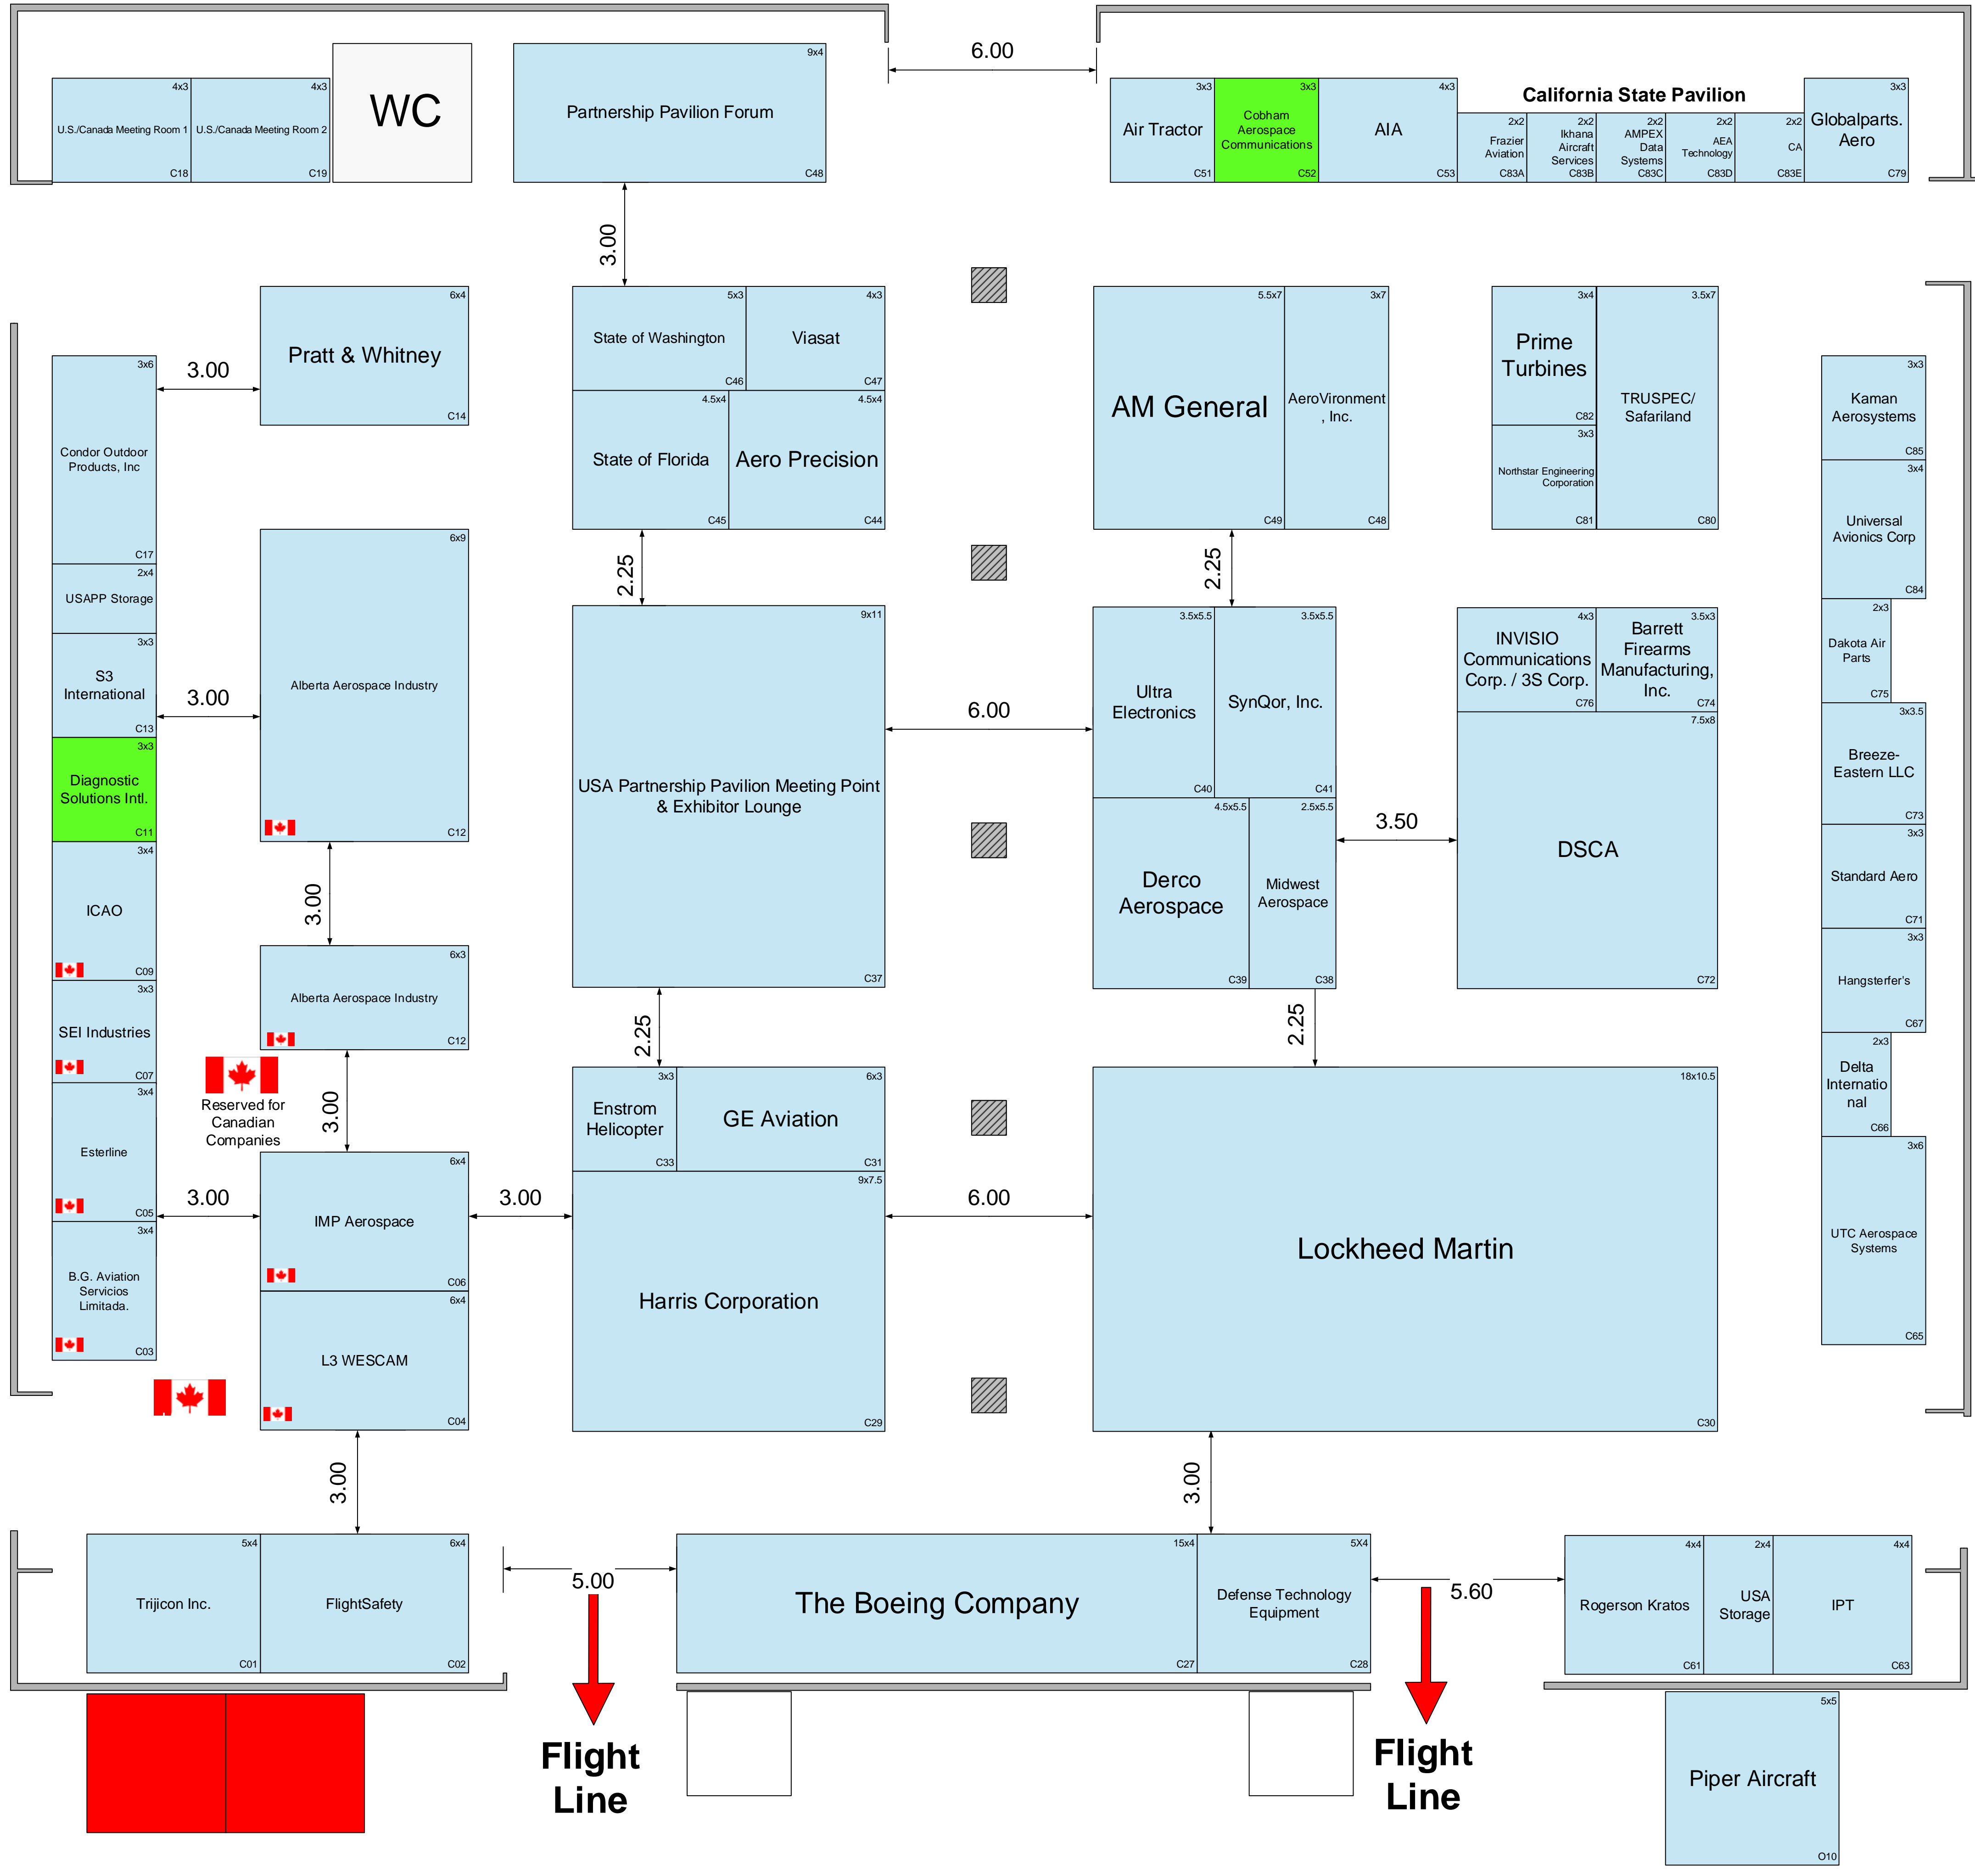 4x3
U.S./Canada Meeting Room 1
C18
4x3
U.S./Canada Meeting Room 2
C19
WC
9x4
Partnership Pavilion Forum
C48
6.00
3x3
Air Tractor
C51
3x3
Cobham
Aerospace
Communications
C52
4x3
AIA
C53
California State Pavilion
2x2
Frazier
Aviation
C83A
2x2
Ikhana
Aircraft
Services
C83B
2x2
AMPEX
Data
Systems
C83C
2x2
AEA
Technology
C83D
2x2
CA
C83E
3x3
Globalparts.
Aero
C79
3.00
3x6
Condor Outdoor
Products, Inc
C17
3.00
6x4
Pratt & Whitney
C14
5x3
State of Washington
C46
4x3
Viasat
C47
4.5x4
State of Florida
C45
4.5x4
Aero Precision
C44
5.5x7
AM General
C49
3x7
AeroVironment
, Inc.
C48
3x4
Prime
Turbines
C82
3x3
Northstar Engineering
Corporation
C81
3.5x7
TRUSPEC/
Safariland
C80
3x3
Kaman
Aerosystems
C85
3x4
Universal
Avionics Corp
C84
2x4
USAPP Storage
3x3
S3
International
C13
3.00
6x9
Alberta Aerospace Industry
C12
2.25
2.25
9x11
USA Partnership Pavilion Meeting Point
& Exhibitor Lounge
C37
6.00
3.5x5.5
Ultra
Electronics
C40
3.5x5.5
SynQor, Inc.
C41
4x3
INVISIO
Communications
Corp. / 3S Corp.
C76
3.5x3
Barrett
Firearms
Manufacturing,
Inc.
C74
2x3
Dakota Air
Parts
C75
3x3.5
Breeze-
Eastern LLC
C73
3x3
Diagnostic
Solutions Intl.
C11
3x4
ICAO
C09
3.00
4.5x5.5
Derco
Aerospace
C39
2.5x5.5
Midwest
Aerospace
C38
3.50
7.5x8
DSCA
C72
3x3
Standard Aero
C71
3x3
Hangsterfer's
C67
3x3
SEI Industries
C07
6x3
Alberta Aerospace Industry
C12
2.25
2.25
2x3
Delta
Internatio
nal
C66
3x4
Esterline
C05
Reserved for
Canadian
Companies
3.00
3x3
Enstrom
Helicopter
C33
6x3
GE Aviation
C31
18x10.5
Lockheed Martin
C30
3x6
UTC Aerospace
Systems
C65
3.00
6x4
IMP Aerospace
C06
3.00
9x7.5
Harris Corporation
C29
6.00
3x4
B.G. Aviation
Servicios
Limitada.
C03
6x4
L3 WESCAM
C04
3.00
3.00
5x4
Trijicon Inc.
C01
6x4
FlightSafety
C02
5.00
15x4
The Boeing Company
C27
5X4
Defense Technology
Equipment
C28
5.60
4x4
Rogerson Kratos
C61
2x4
USA
Storage
4x4
IPT
C63
Flight
Line
Flight
Line
5x5
Piper Aircraft
O10